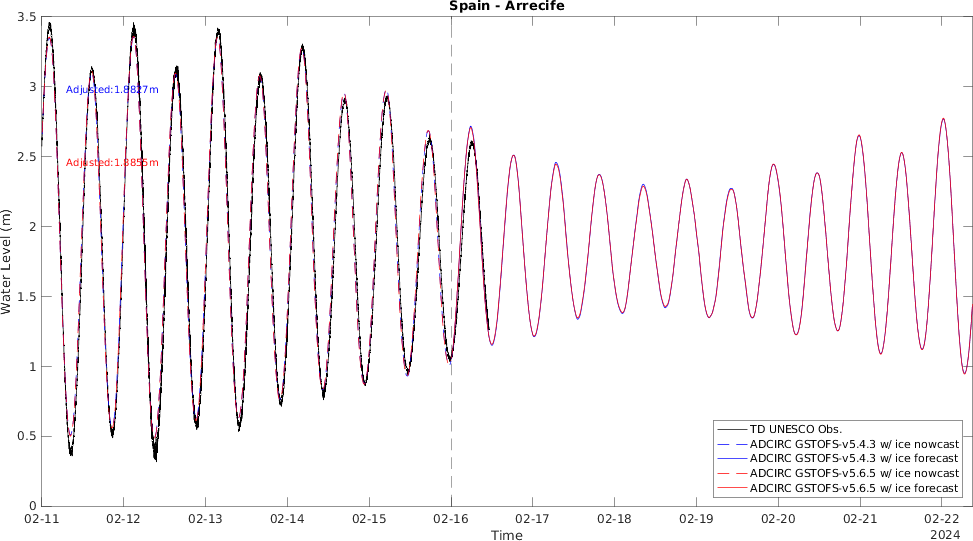 Spain - Arrecife
3.5
3
2.5
2
1.5
1
0.5
0
Water Level (m)
Adjusted:1.8827m
Adjusted:1.8855m
TD UNESCO Obs.
ADCIRC GSTOFS-v5.4.3 w/ ice nowcast
ADCIRC GSTOFS-v5.4.3 w/ ice forecast
ADCIRC GSTOFS-v5.6.5 w/ ice nowcast
ADCIRC GSTOFS-v5.6.5 w/ ice forecast
02-11 02-12 02-13 02-14 02-15 02-16 02-17 02-18 02-19 02-20 02-21 02-22
Time
2024